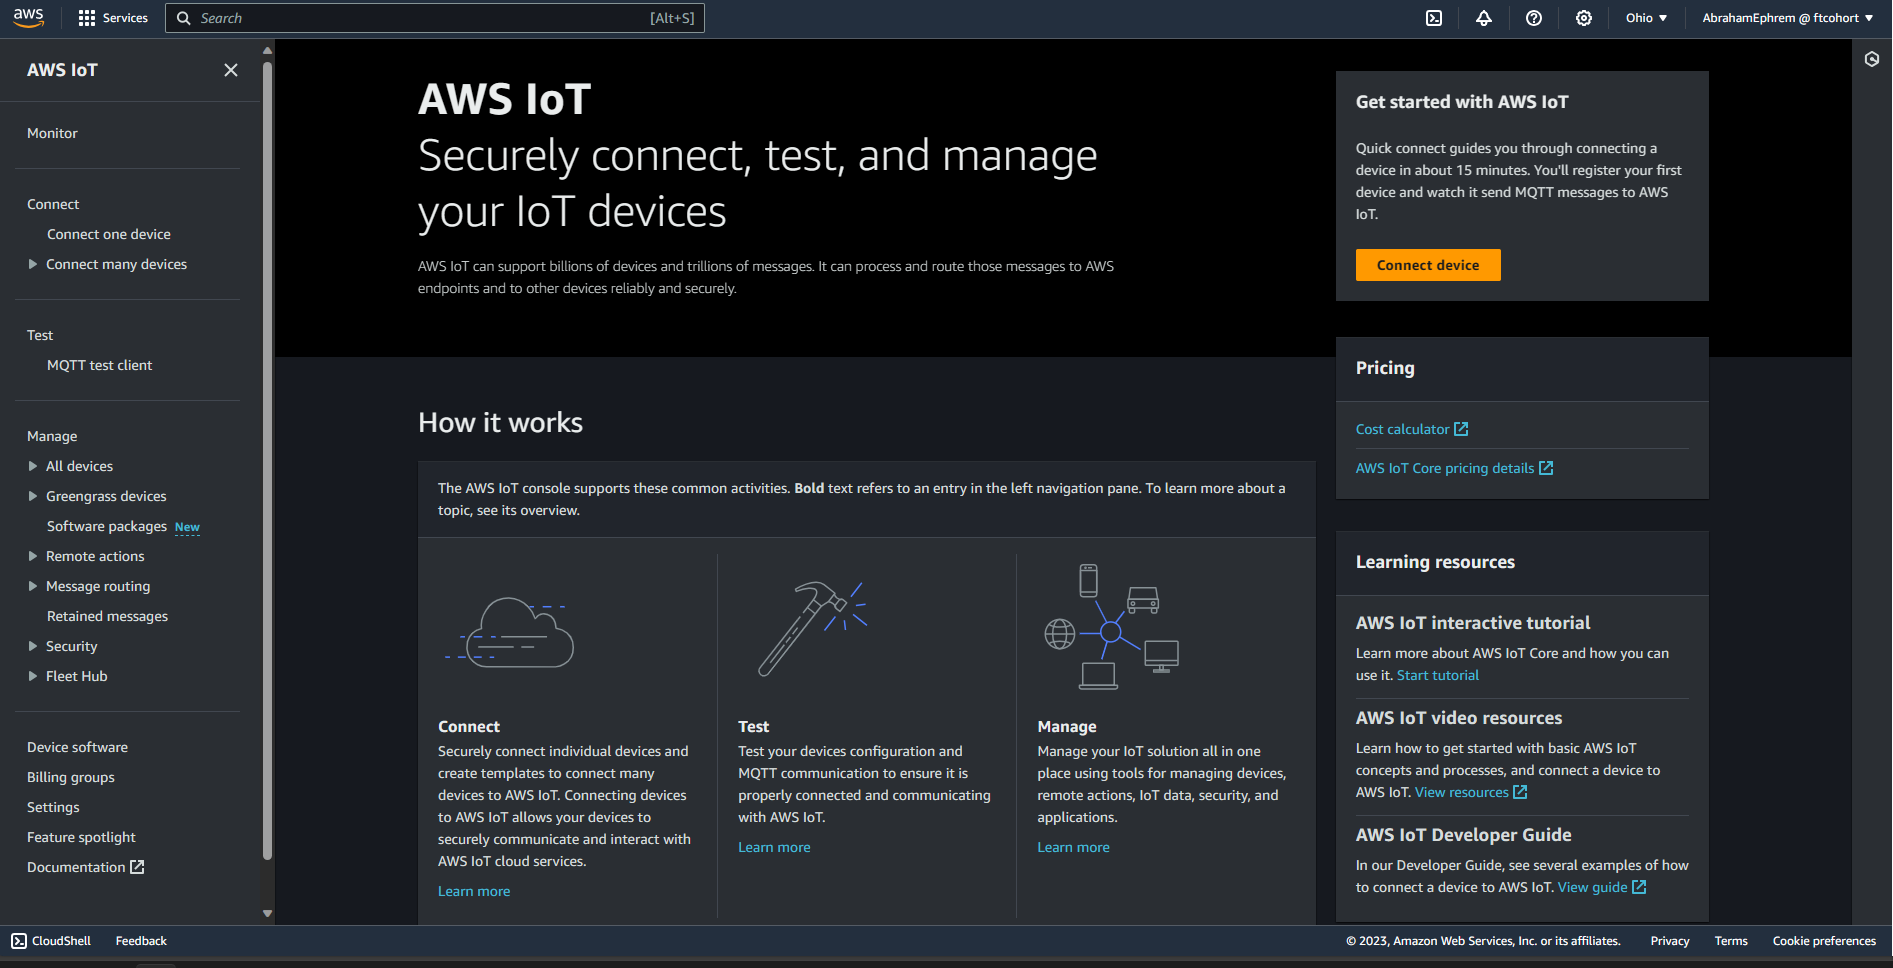 aws
Services
Search
[Alt+S]
Ohio
AbrahamEphrem @ ftcohort
AWS IoT
Monitor
Connect
Connect one device
Connect many devices
Test
MQTT test client
Manage
All devices
Greengrass devices
Software packages New
Remote actions
Message routing
Retained messages
Security
Fleet Hub
Device software
Billing groups
Settings
Feature spotlight
Documentation
AWS IoT
Securely connect, test, and manage
your IoT devices
AWS IoT can support billions of devices and trillions of messages. It can process and route those messages to AWS
endpoints and to other devices reliably and securely.
Get started with AWS IoT
Quick connect guides you through connecting a
device in about 15 minutes. You'll register your first
device and watch it send MQTT messages to AWS
IoT.
Connect device
How it works
The AWS IoT console supports these common activities. Bold text refers to an entry in the left navigation pane. To learn more about a
topic, see its overview.
Connect
Securely connect individual devices and
create templates to connect many
devices to AWS IoT. Connecting devices
to AWS IoT allows your devices to
securely communicate and interact with
AWS IoT cloud services.
Learn more
Test
Test your devices configuration and
MQTT communication to ensure it is
properly connected and communicating
with AWS IoT.
Learn more
Manage
Manage your IoT solution all in one
place using tools for managing devices,
remote actions, IoT data, security, and
applications.
Learn more
Pricing
Cost calculator
AWS IoT Core pricing details
Learning resources
AWS IoT interactive tutorial
Learn more about AWS IoT Core and how you can
use it. Start tutorial
AWS IoT video resources
Learn how to get started with basic AWS IoT
concepts and processes, and connect a device to
AWS IoT. View resources
AWS IoT Developer Guide
In our Developer Guide, see several examples of how
to connect a device to AWS IoT. View guide
CloudShell
Feedback
© 2023, Amazon Web Services, Inc. or its affiliates.
Privacy
Terms
Cookie preferences